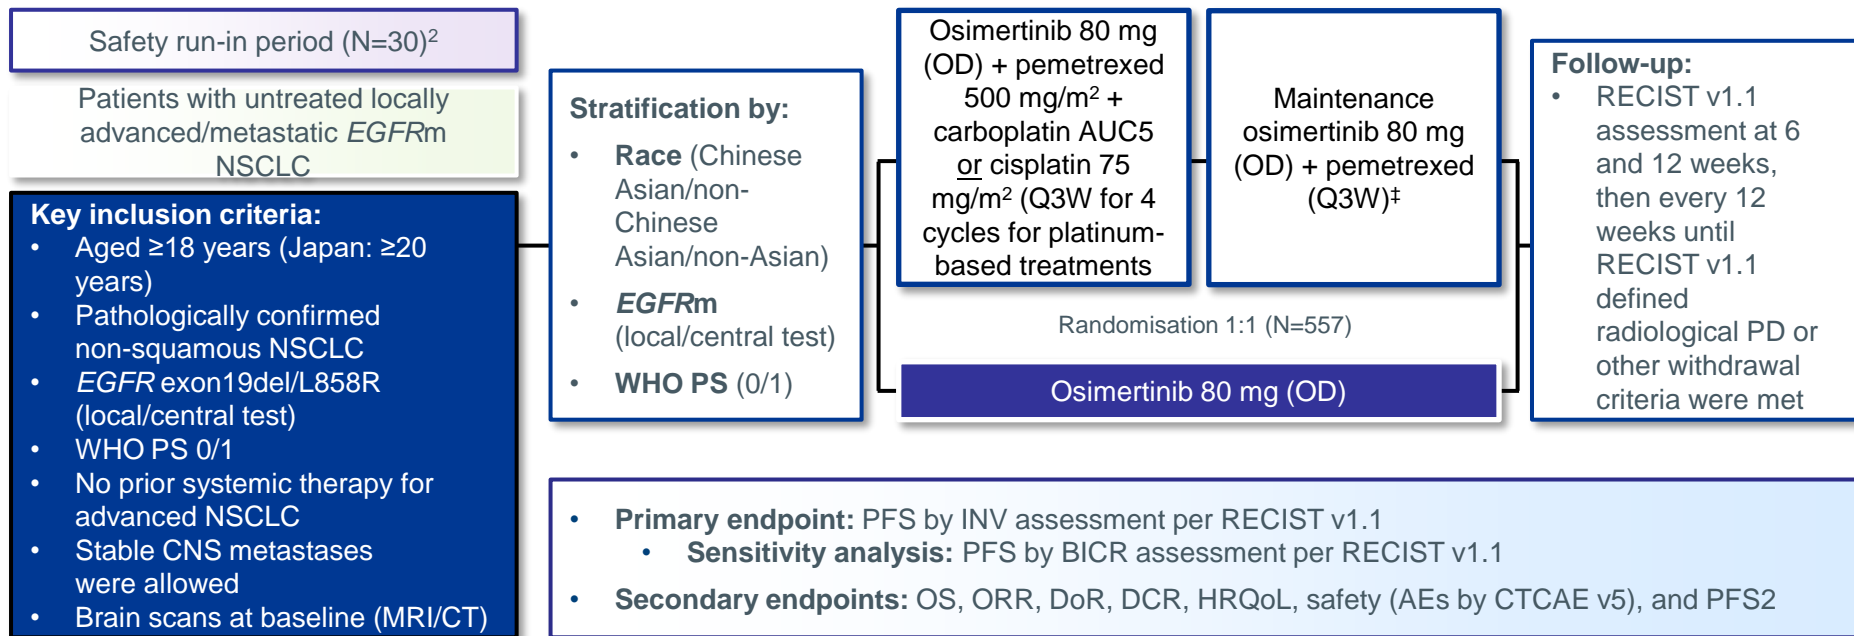 Safety run-in period (N=30)²
Patients with untreated locally
advanced/metastatic EGFRm
NSCLC
Key inclusion criteria:
• Aged ≥18 years (Japan: ≥20
years)
• Pathologically confirmed
non-squamous NSCLC
• EGFR exon19del/L858R
(local/central test)
• WHO PS 0/1
• No prior systemic therapy for
advanced NSCLC
• Stable CNS metastases
were allowed
• Brain scans at baseline (MRI/CT)
Stratification by:
• Race (Chinese
Asian/non-
Chinese
Asian/non-Asian)
• EGFRm
(local/central test)
• WHO PS (0/1)
Osimertinib 80 mg
(OD) + pemetrexed
500 mg/m² +
carboplatin AUC5
or cisplatin 75
mg/m² (Q3W for 4
cycles for platinum-
based treatments
Maintenance
osimertinib 80 mg
(OD) + pemetrexed
(Q3W)‡
Randomisation 1:1 (N=557)
Osimertinib 80 mg (OD)
Follow-up:
• RECIST v1.1
assessment at 6
and 12 weeks,
then every 12
weeks until
RECIST v1.1
defined
radiological PD or
other withdrawal
criteria were met
• Primary endpoint: PFS by INV assessment per RECIST v1.1
• Sensitivity analysis: PFS by BICR assessment per RECIST v1.1
• Secondary endpoints: OS, ORR, DoR, DCR, HRQoL, safety (AEs by CTCAE v5), and PFS2